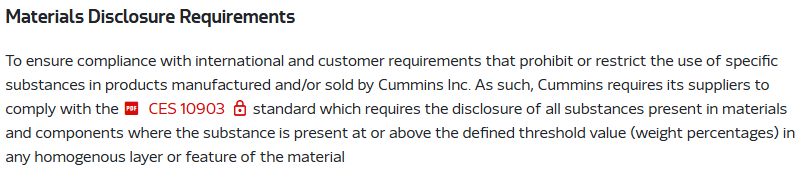 Materials Disclosure Requirements
To ensure compliance with international and customer requirements that prohibit or restrict the use of specific
substances in products manufactured and/or sold by Cummins Inc. As such, Cummins requires its suppliers to
comply with the PDF CES 10903 standard which requires the disclosure of all substances present in materials
and components where the substance is present at or above the defined threshold value (weight percentages) in
any homogenous layer or feature of the material